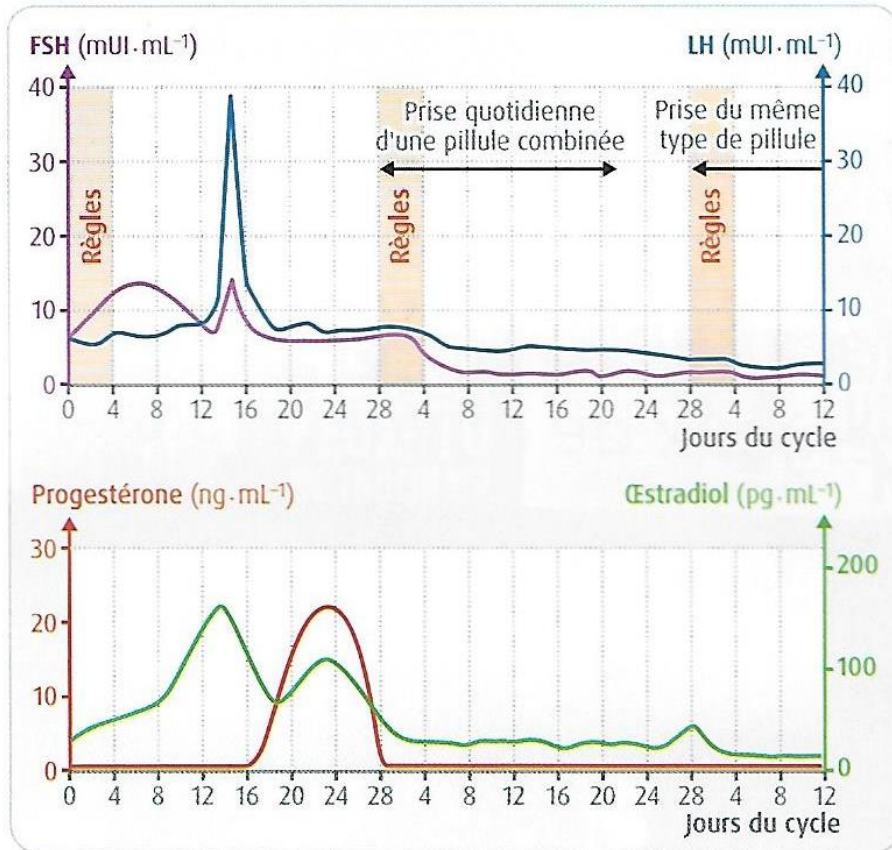 FSH (mUI·mL⁻¹)
LH (mUI·mL⁻¹)
40
30
20
10
0
40
30
20
10
0
Règles
Règles
Règles
Prise quotidienne
d'une pillule combinée
Prise du même
type de pillule
0 4 8 12 16 20 24 28 4 8 12 16 20 24 28 4 8 12
Jours du cycle
Progestérone (ng·mL⁻¹)
Œstradiol (pg·mL⁻¹)
30
20
10
0
200
100
0
0 4 8 12 16 20 24 28 4 8 12 16 20 24 28 4 8 12
Jours du cycle